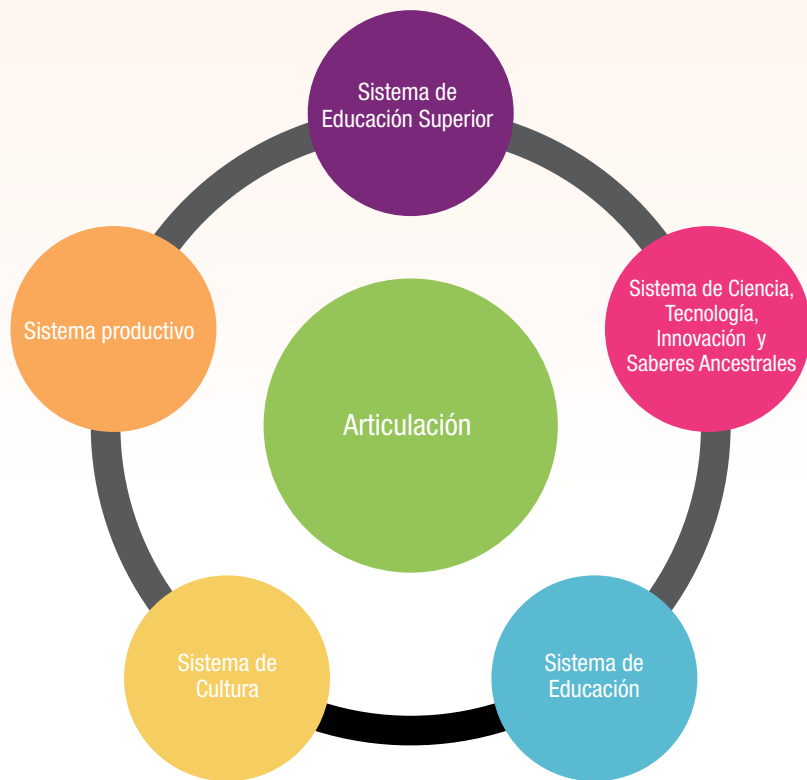 Sistema de
Educación Superior
Sistema productivo
Sistema de Ciencia,
Tecnología,
Innovación y
Saberes Ancestrales
Articulación
Sistema de
Cultura
Sistema de
Educación